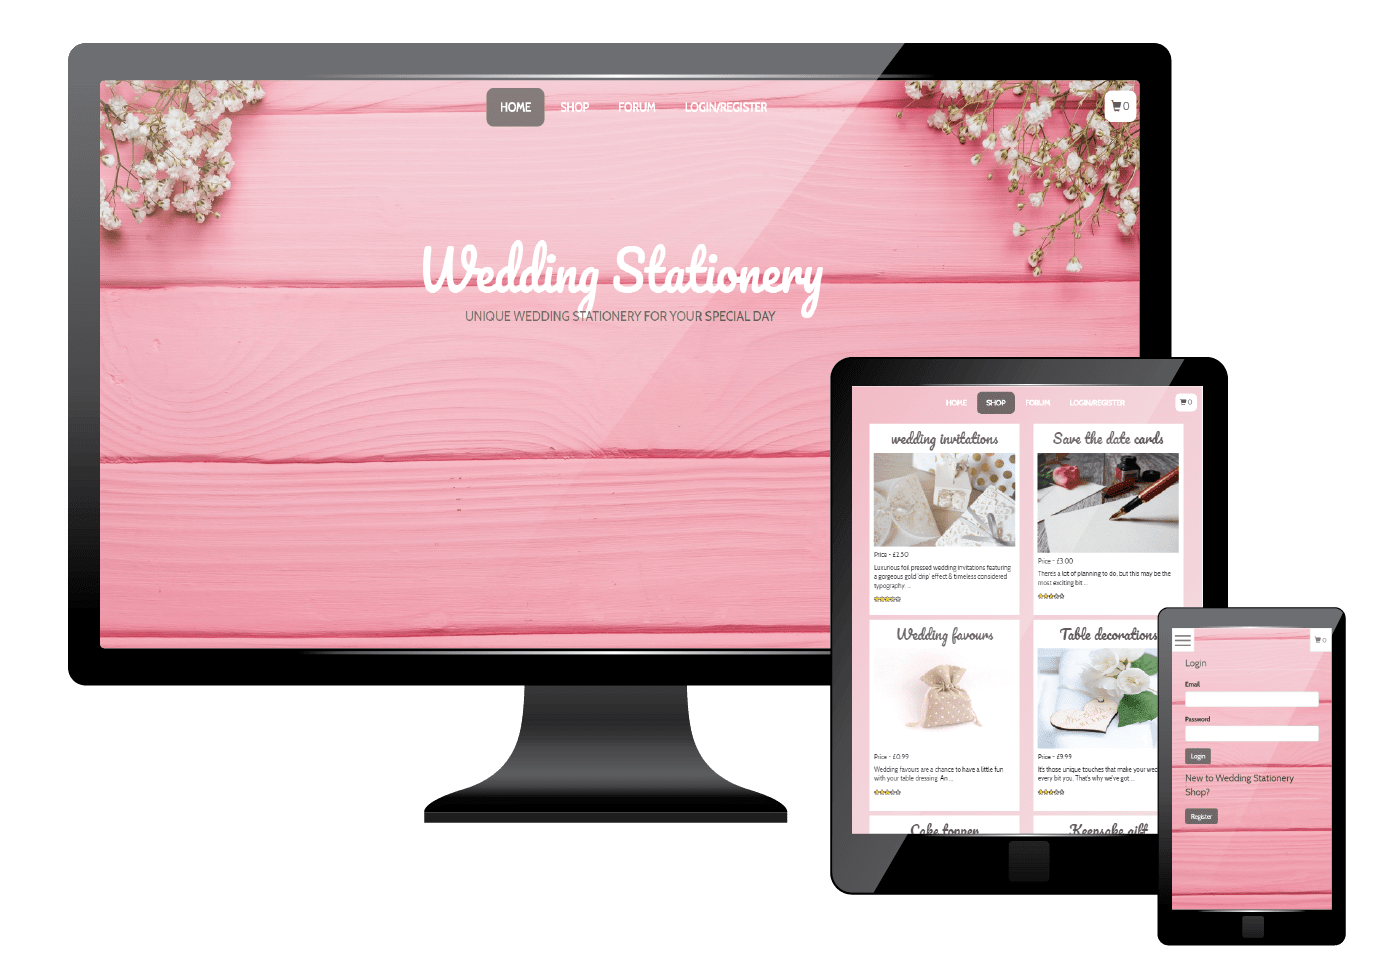 HOME SHOP FORUM LOGIN/REGISTER 0
Wedding Stationery
UNIQUE WEDDING STATIONERY FOR YOUR SPECIAL DAY
HOME SHOP FORUM LOGIN/REGISTER 0
wedding invitations
Price - £2.50
Luxurious foil pressed wedding invitations featuring
a gorgeous gold 'drip' effect & timeless considered
typography. ...
Save the date cards
Price - £3.00
There's a lot of planning to do, but this may be the
most exciting bit ...
Wedding favours
Price - £0.99
Wedding favours are a chance to have a little fun
with your table dressing. An ...
Table decorations
Price - £9.99
It's those unique touches that make your wed
every bit you. That's why we've got ...
Cake topper
Keepsake gift
0
Login
Email
Password
Login
New to Wedding Stationery
Shop?
Register